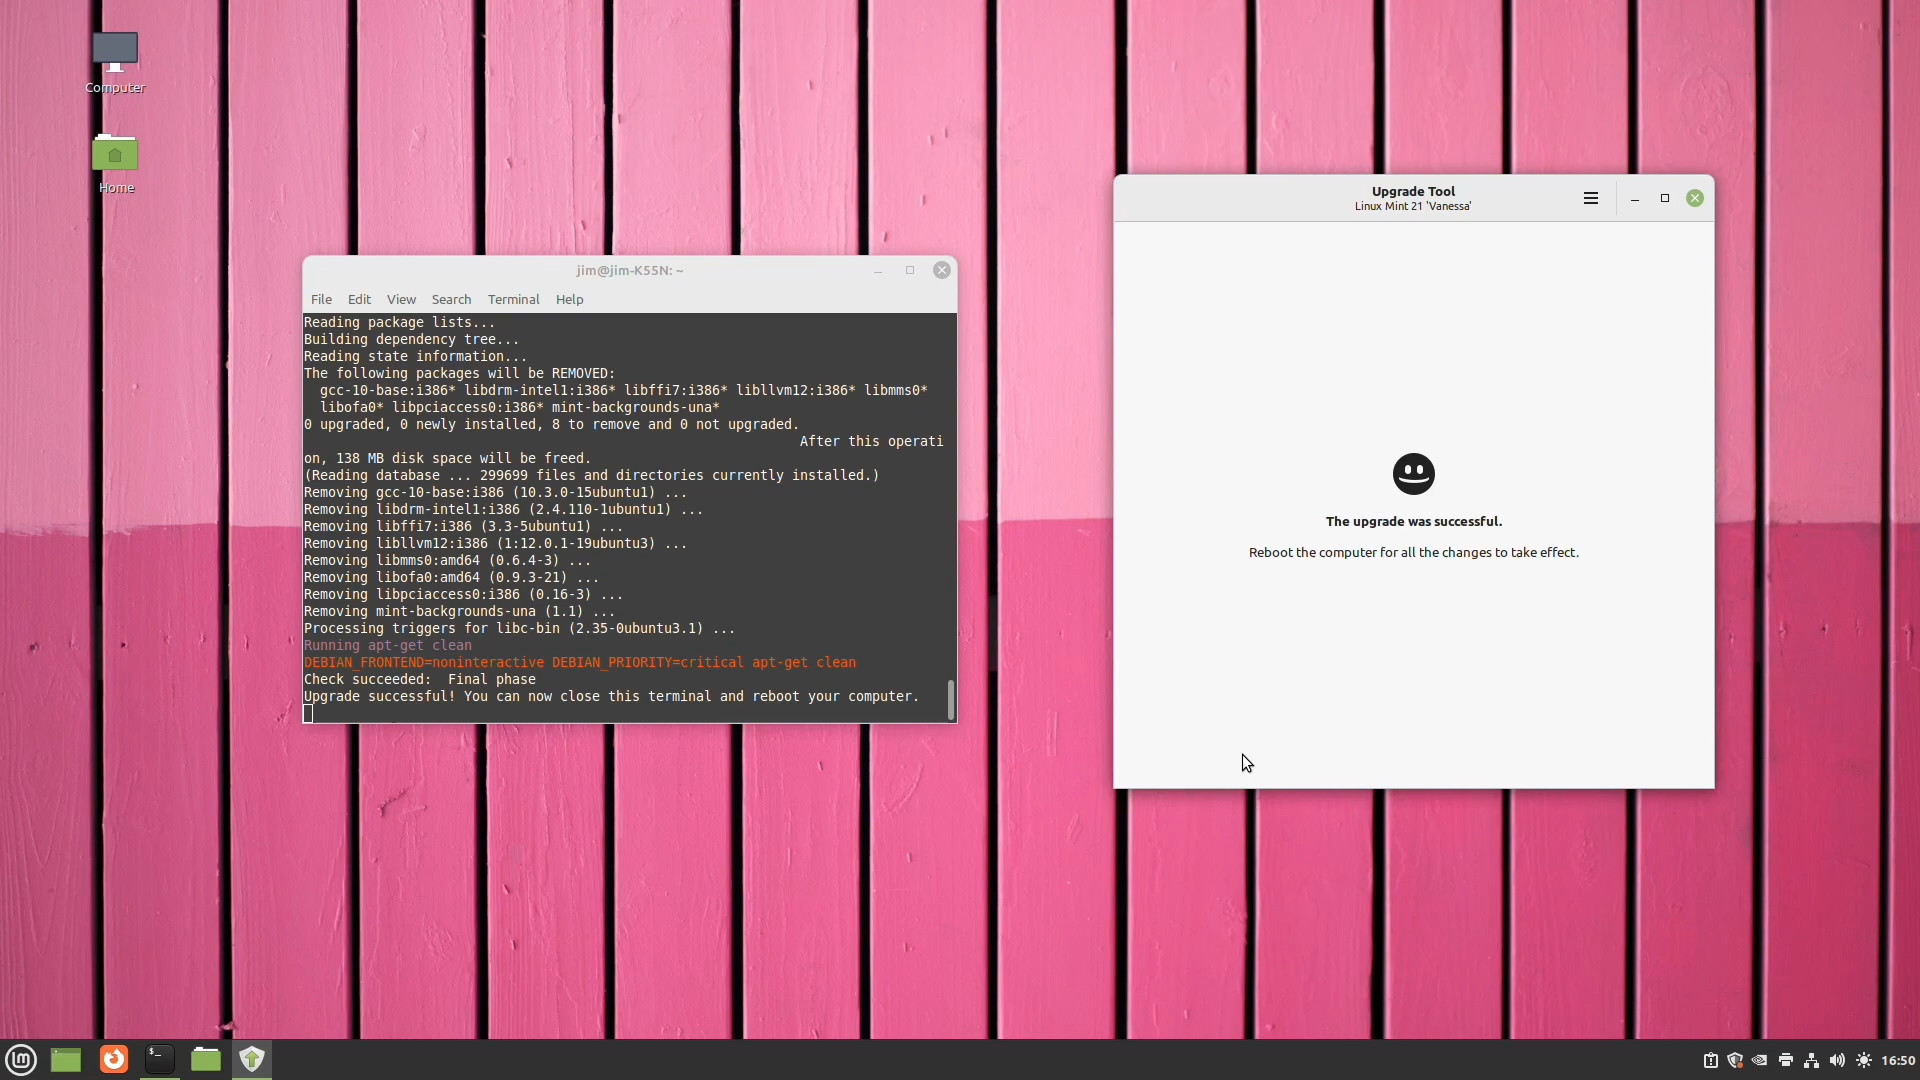 Computer
Home
jim@jim-K55N: ~
File Edit View Search Terminal Help
Reading package lists...
Building dependency tree...
Reading state information...
The following packages will be REMOVED:
  gcc-10-base:i386* libdrm-intel1:i386* libffi7:i386* libllvm12:i386* libmms0*
  libofa0* libpciaccess0:i386* mint-backgrounds-una*
0 upgraded, 0 newly installed, 8 to remove and 0 not upgraded.
After this operati
on, 138 MB disk space will be freed.
(Reading database ... 299699 files and directories currently installed.)
Removing gcc-10-base:i386 (10.3.0-15ubuntu1) ...
Removing libdrm-intel1:i386 (2.4.110-1ubuntu1) ...
Removing libffi7:i386 (3.3-5ubuntu1) ...
Removing libllvm12:i386 (1:12.0.1-19ubuntu3) ...
Removing libmms0:amd64 (0.6.4-3) ...
Removing libofa0:amd64 (0.9.3-21) ...
Removing libpciaccess0:i386 (0.16-3) ...
Removing mint-backgrounds-una (1.1) ...
Processing triggers for libc-bin (2.35-0ubuntu3.1) ...
Running apt-get clean
DEBIAN_FRONTEND=noninteractive DEBIAN_PRIORITY=critical apt-get clean
Check succeeded:  Final phase
Upgrade successful! You can now close this terminal and reboot your computer.
Upgrade Tool
Linux Mint 21 'Vanessa'
The upgrade was successful.
Reboot the computer for all the changes to take effect.
16:50